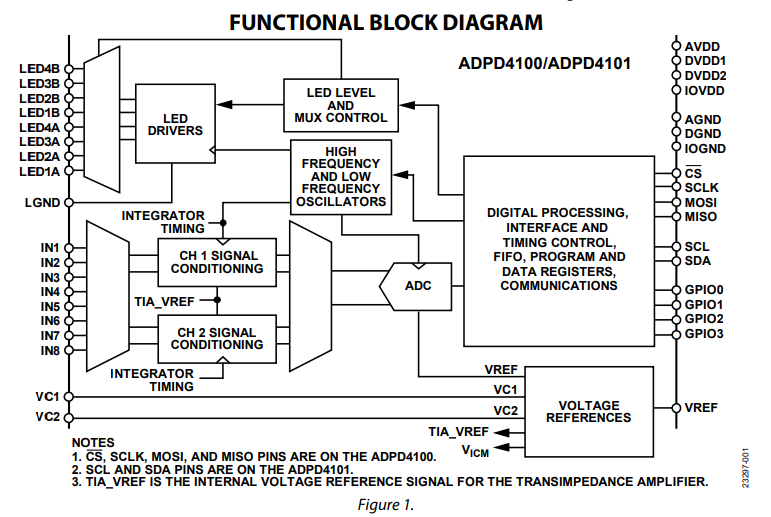 FUNCTIONAL BLOCK DIAGRAM
ADPD4100/ADPD4101
LED4B
LED3B
LED2B
LED1B
LED4A
LED3A
LED2A
LED1A
LGND
LED
DRIVERS
LED LEVEL
AND
MUX CONTROL
HIGH
FREQUENCY
AND LOW
FREQUENCY
OSCILLATORS
INTEGRATOR
TIMING
IN1
IN2
IN3
IN4
IN5
IN6
IN7
IN8
CH 1 SIGNAL
CONDITIONING
TIA_VREF
CH 2 SIGNAL
CONDITIONING
INTEGRATOR
TIMING
ADC
DIGITAL PROCESSING,
INTERFACE AND
TIMING CONTROL,
FIFO, PROGRAM AND
DATA REGISTERS,
COMMUNICATIONS
AVDD
DVDD1
DVDD2
IOVDD
AGND
DGND
IOGND
CS
SCLK
MOSI
MISO
SCL
SDA
GPIO0
GPIO1
GPIO2
GPIO3
VC1
VC2
VREF
VC1
VC2
TIA_VREF
VICM
VOLTAGE
REFERENCES
VREF
NOTES
1. CS, SCLK, MOSI, AND MISO PINS ARE ON THE ADPD4100.
2. SCL AND SDA PINS ARE ON THE ADPD4101.
3. TIA_VREF IS THE INTERNAL VOLTAGE REFERENCE SIGNAL FOR THE TRANSIMPEDANCE AMPLIFIER.
23297-001
Figure 1.